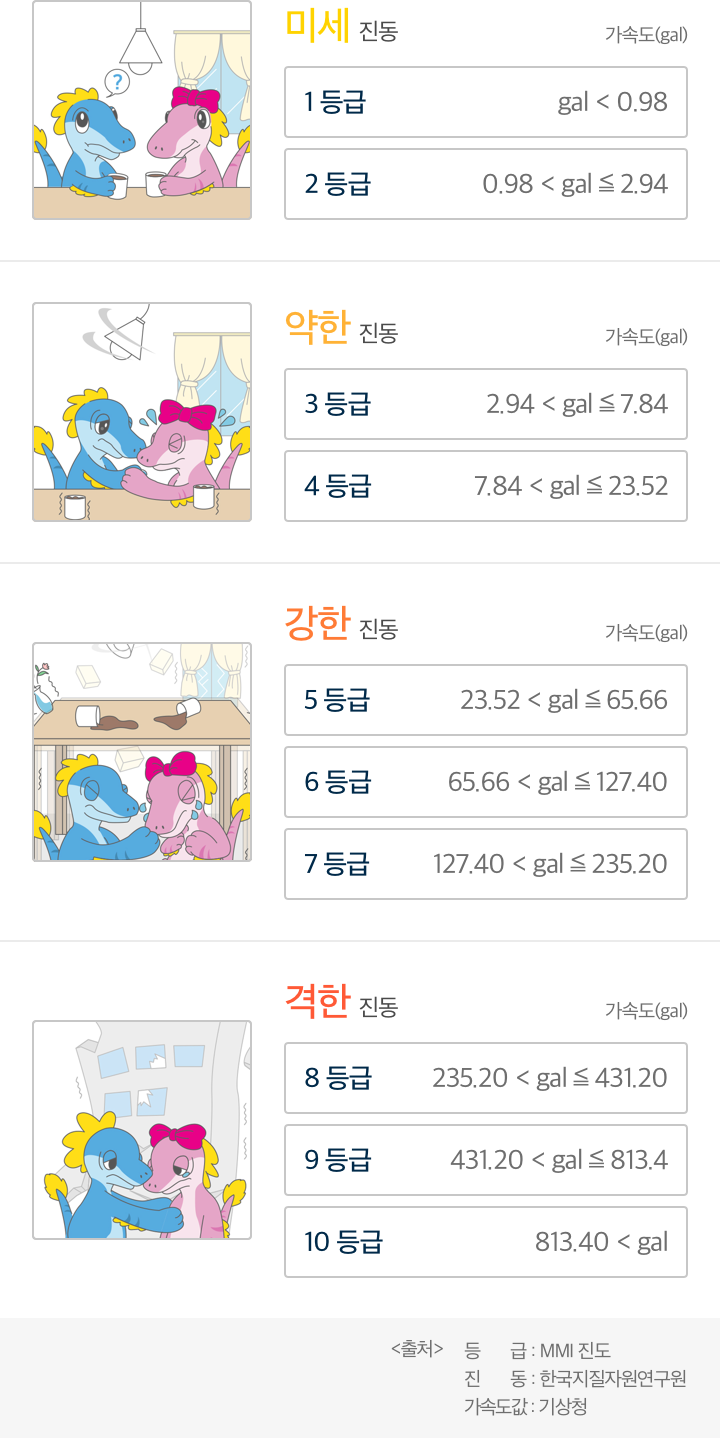 미세 진동 가속도(gal)
?
1 등급 gal < 0.98
2 등급 0.98 < gal ≦ 2.94
약한 진동 가속도(gal)
3 등급 2.94 < gal ≦ 7.84
4 등급 7.84 < gal ≦ 23.52
강한 진동 가속도(gal)
5 등급 23.52 < gal ≦ 65.66
6 등급 65.66 < gal ≦ 127.40
7 등급 127.40 < gal ≦ 235.20
격한 진동 가속도(gal)
8 등급 235.20 < gal ≦ 431.20
9 등급 431.20 < gal ≦ 813.4
10 등급 813.40 < gal
<출처> 등 급 : MMI 진도
진 동 : 한국지질자원연구원
가속도값 : 기상청